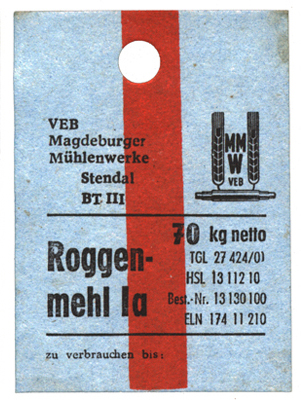 VEB
Magdeburger
Mühlenwerke
Stendal
BT III
MM
W
VEB
70 kg netto
Roggen-
mehl Ia
TGL 27 424/01
HSL 13 112 10
Best.-Nr. 13 130 100
ELN 174 11 210
zu verbrauchen bis: